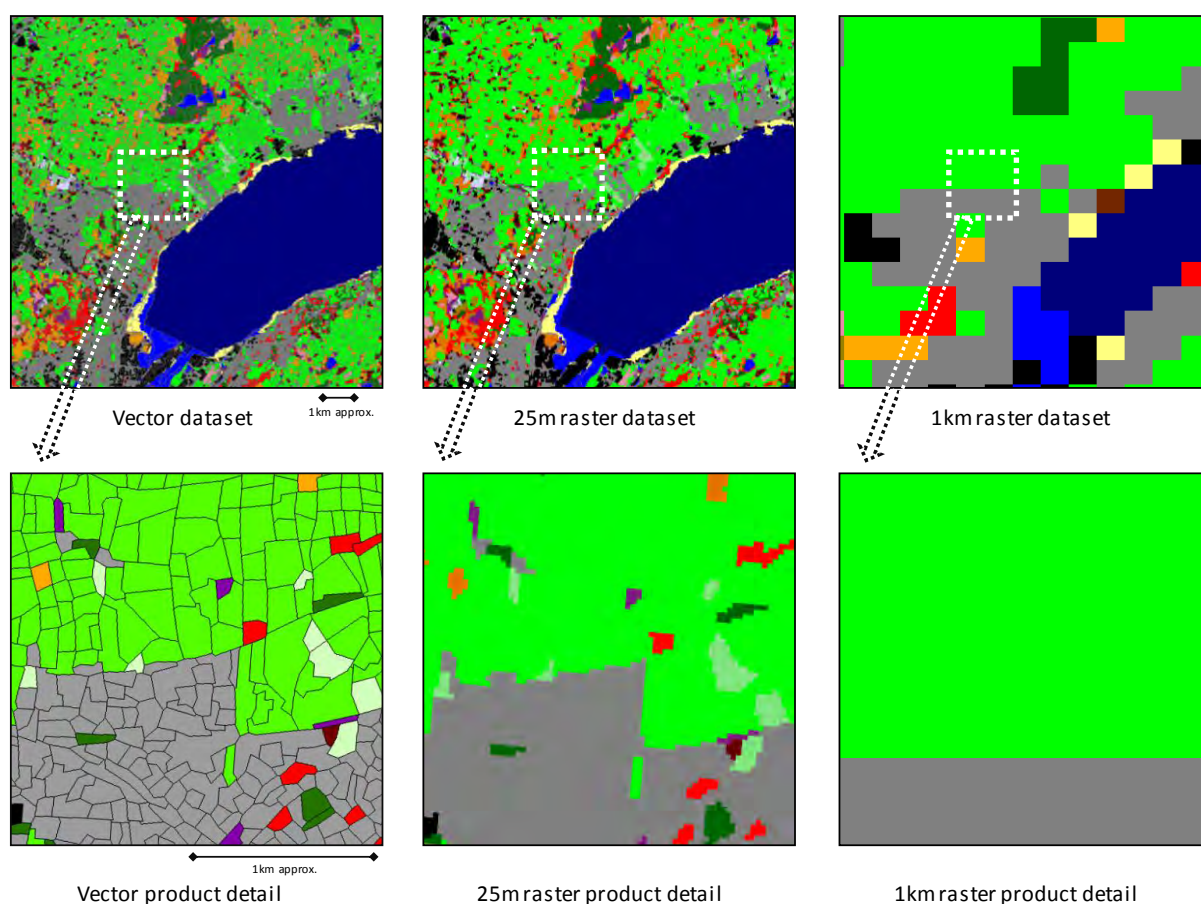 Vector dataset
1km approx.
25m raster dataset
1km raster dataset
1km approx.
Vector product detail
25m raster product detail
1km raster product detail